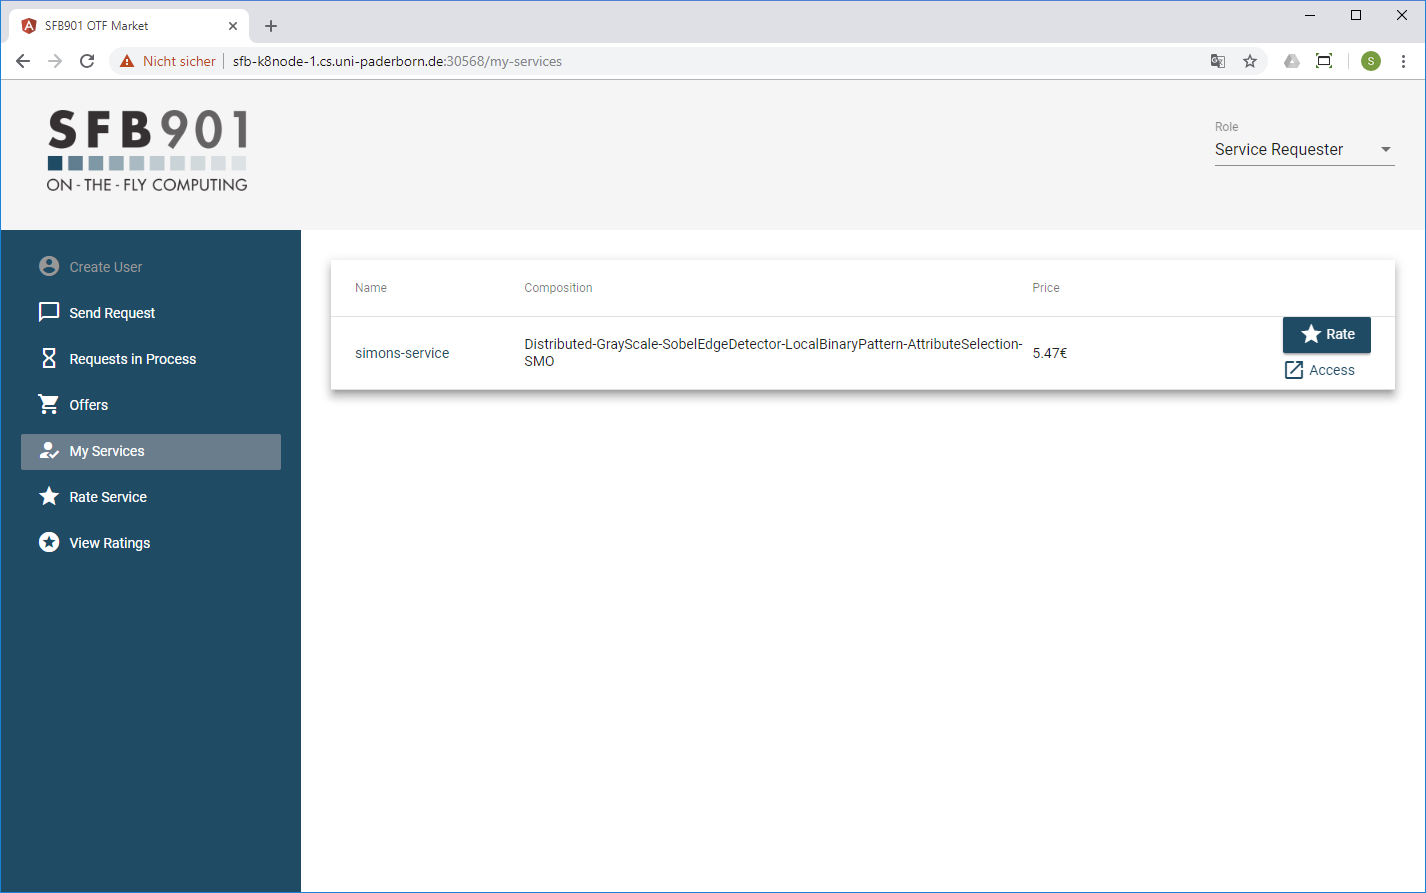 SFB901 OTF Market
Nicht sicher
sfb-k8node-1.cs.uni-paderborn.de:30568/my-services
S
SFB901
ON - THE - FLY COMPUTING
Role
Service Requester
Create User
Send Request
Requests in Process
Offers
My Services
Rate Service
View Ratings
Name Composition Price
simons-service
Distributed-GrayScale-SobelEdgeDetector-LocalBinaryPattern-AttributeSelection-
SMO
5.47€
Rate
Access